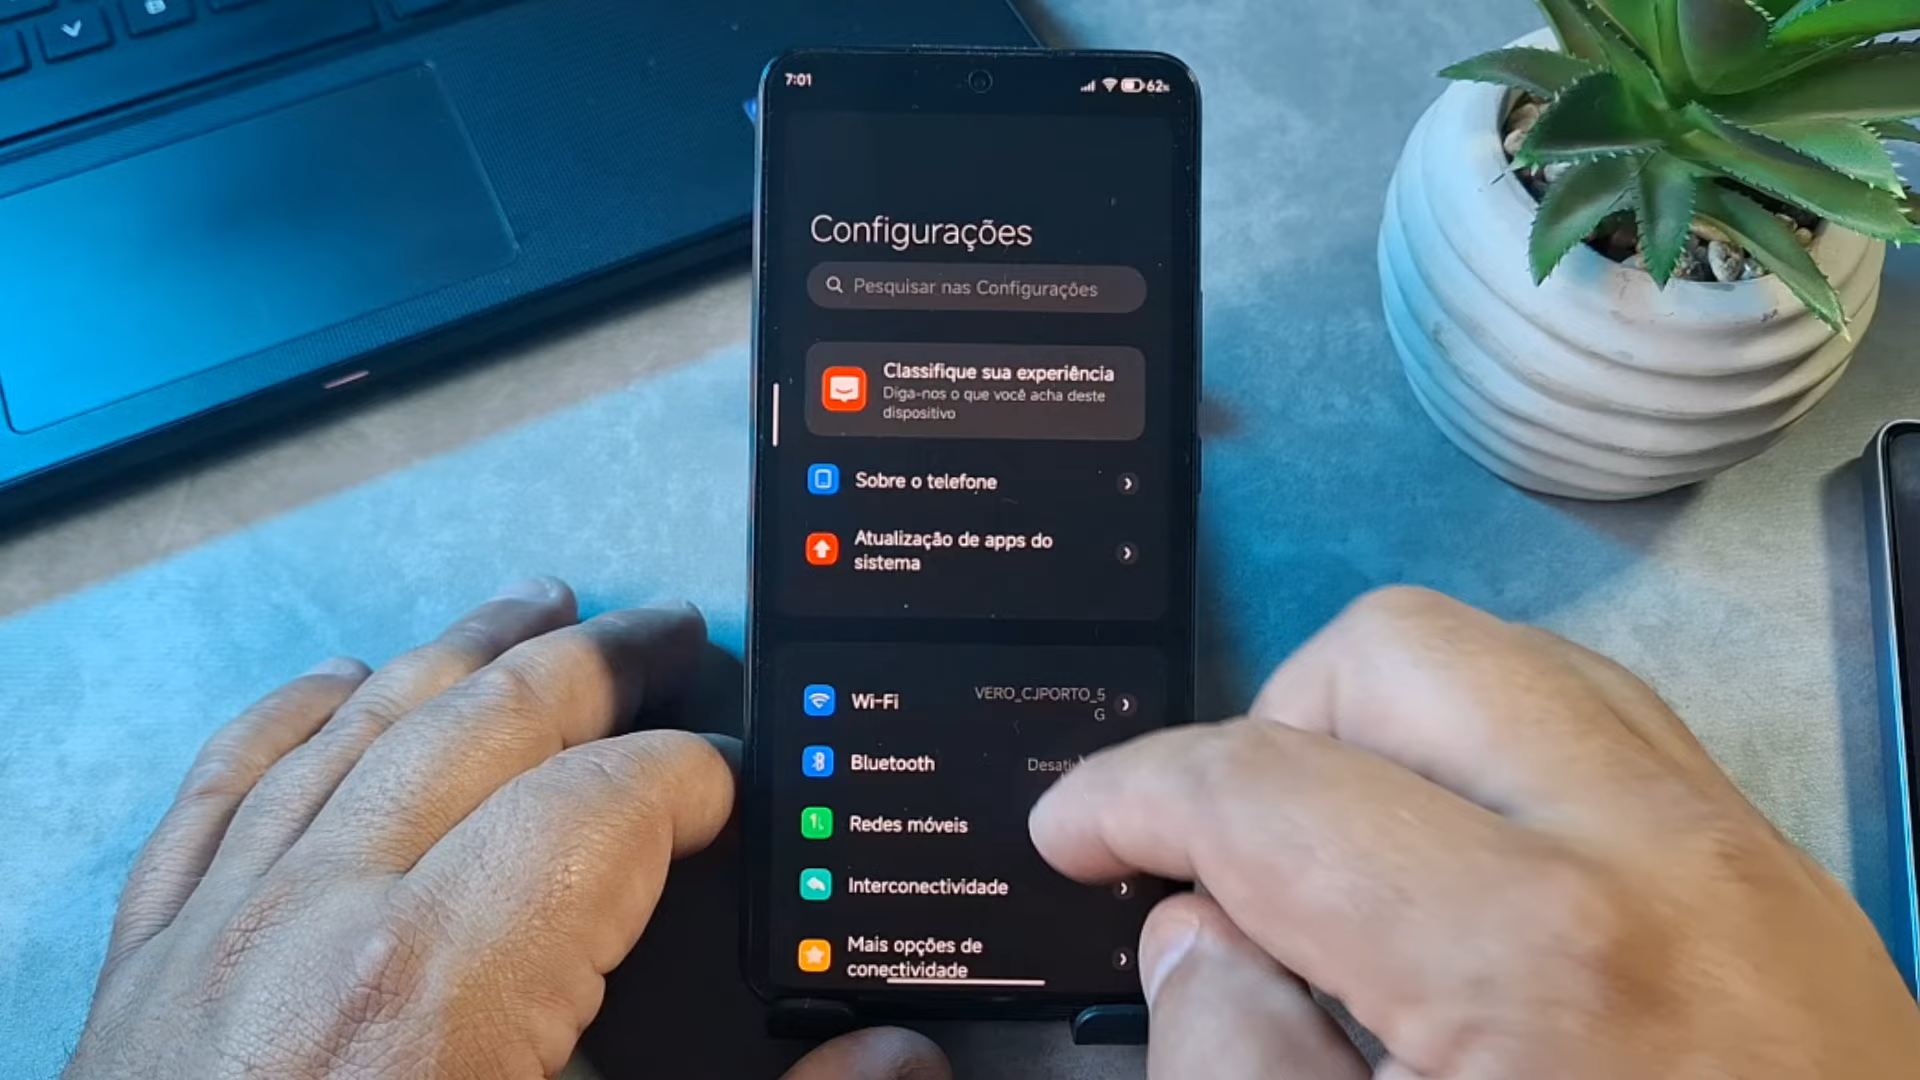 7:01
62%
Configurações
Pesquisar nas Configurações
Classifique sua experiência
Diga-nos o que você acha deste
dispositivo
Sobre o telefone
Atualização de apps do
sistema
Wi-Fi
VERO_CJPORTO_5
G
Bluetooth
Redes móveis
Interconectividade
Mais opções de
conectividade